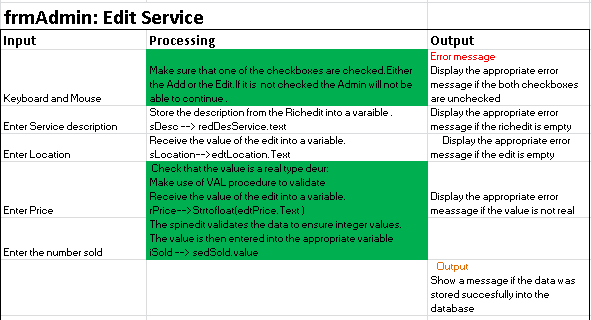 frmAdmin: Edit Service
Input Processing Output
Error message
Make sure that one of the checkboxes are checked.Either
the Add or the Edit.If it is not checked the Admin will not be
able to continue .
Keyboard and Mouse
Display the appropriate error
message if the both checkboxes
are unchecked
Enter Service description
Store the description from the Richedit into a varaible .
sDesc --> redDesService.text
Display the appropriate error
message if the richedit is empty
Enter Location
Receive the value of the edit into a variable.
sLocation-->edtLocation.Text
Display the appropriate error
message if the edit is empty
Enter Price
Check that the value is a real type deur:
Make use of VAL procedure to validate
Receive the value of the edit into a variable.
rPrice-->Strtofloat(edtPrice.Text)
Display the appropriate error
meassage if the value is not real
Enter the number sold
The spinedit validates the data to ensure integer values.
The value is then entered into the appropriate variable
iSold --> sedSold.value
Output
Show a message if the data was
stored succesfully into the
database